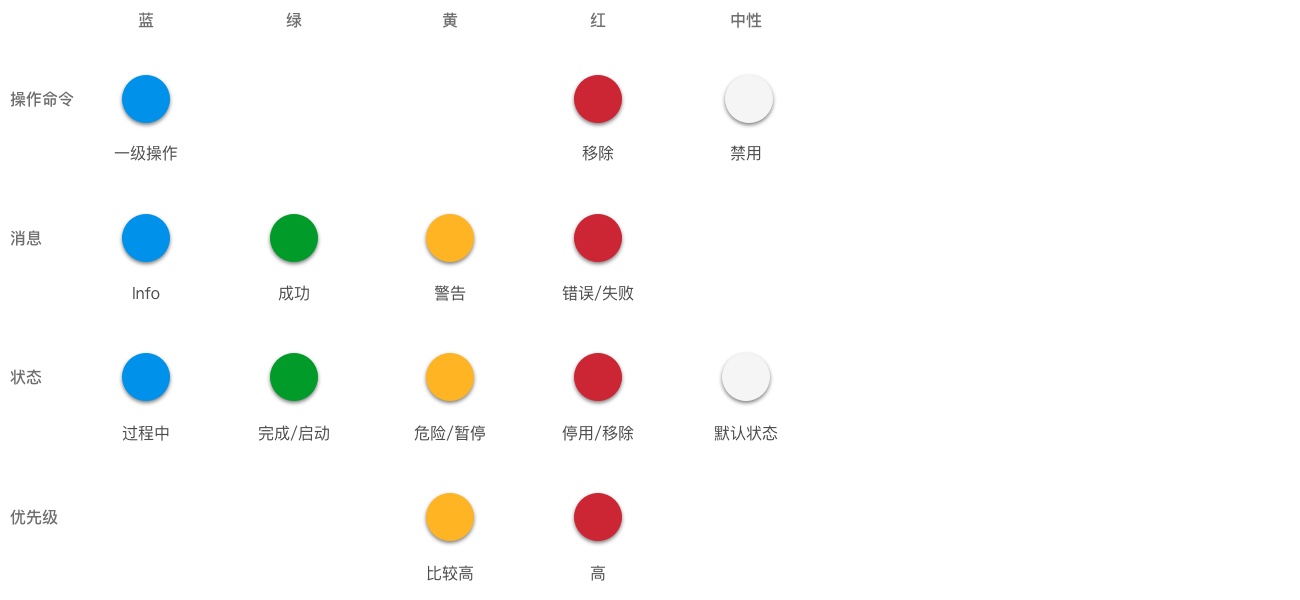 蓝 绿 黄 红 中性
操作命令
一级操作 移除 禁用
消息
Info 成功 警告 错误/失败
状态
过程中 完成/启动 危险/暂停 停用/移除 默认状态
优先级
比较高 高